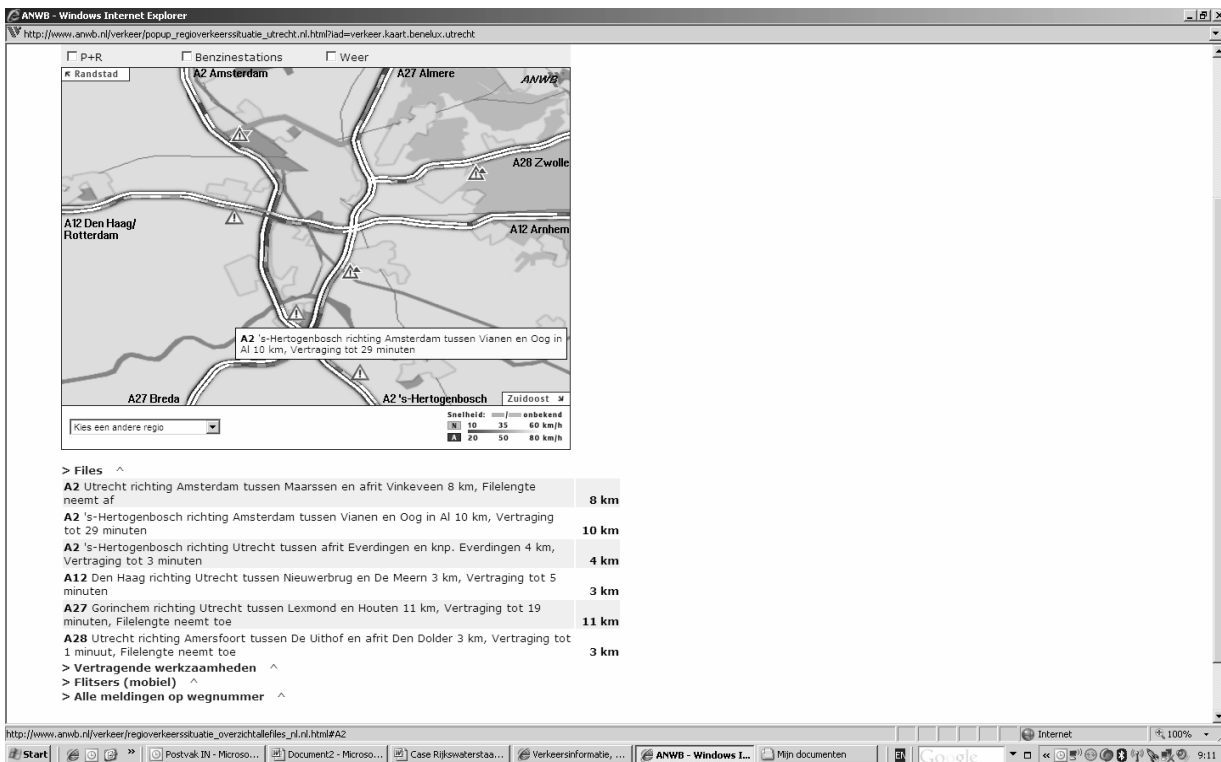 ANWB - Windows Internet Explorer
http://www.anwb.nl/verkeer/popup_regioverkeerssituatie_utrecht.nl.html?iad=verkeer.kaart.benelux.utrecht
P+R Benzinestations Weer
Randstad A2 Amsterdam A27 Almere ANWB
A28 Zwolle
A12 Den Haag/
Rotterdam
A12 Arnhem
A2 's-Hertogenbosch richting Amsterdam tussen Vianen en Oog in
Al 10 km, Vertraging tot 29 minuten
A27 Breda A2 's-Hertogenbosch Zuidoost
Snelheid: / onbekend
Kies een andere regio N 10 35 60 km/h
A 20 50 80 km/h
> Files ^
A2 Utrecht richting Amsterdam tussen Maarssen en afrit Vinkeveen 8 km, Filelengte
neemt af 8 km
A2 's-Hertogenbosch richting Amsterdam tussen Vianen en Oog in Al 10 km, Vertraging
tot 29 minuten 10 km
A2 's-Hertogenbosch richting Utrecht tussen afrit Everdingen en knp. Everdingen 4 km,
Vertraging tot 3 minuten 4 km
A12 Den Haag richting Utrecht tussen Nieuwerbrug en De Meern 3 km, Vertraging tot 5
minuten 3 km
A27 Gorinchem richting Utrecht tussen Lexmond en Houten 11 km, Vertraging tot 19
minuten, Filelengte neemt toe 11 km
A28 Utrecht richting Amersfoort tussen De Uithof en afrit Den Dolder 3 km, Vertraging tot
1 minuut, Filelengte neemt toe 3 km
> Vertragende werkzaamheden ^
> Flitsers (mobiel) ^
> Alle meldingen op wegnummer ^
http://www.anwb.nl/verkeer/regioverkeerssituatie_overzichtallefiles_nl.nl.html#A2 Internet 100%
Start » Postvak IN - Microso... Document2 - Microso... Case Rijkswaterstaa... Verkeersinformatie, ... ANWB - Windows I... Mijn documenten Google « 9:11